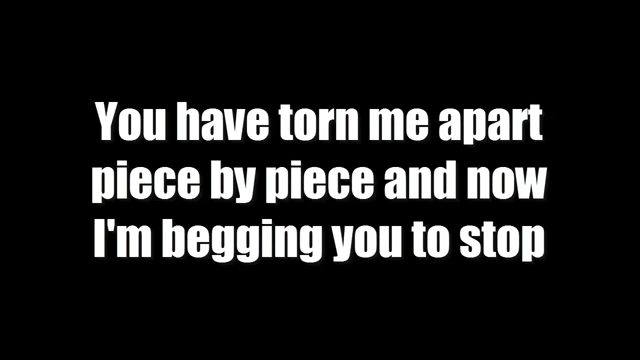 You have torn me apart
piece by piece and now
I'm begging you to stop